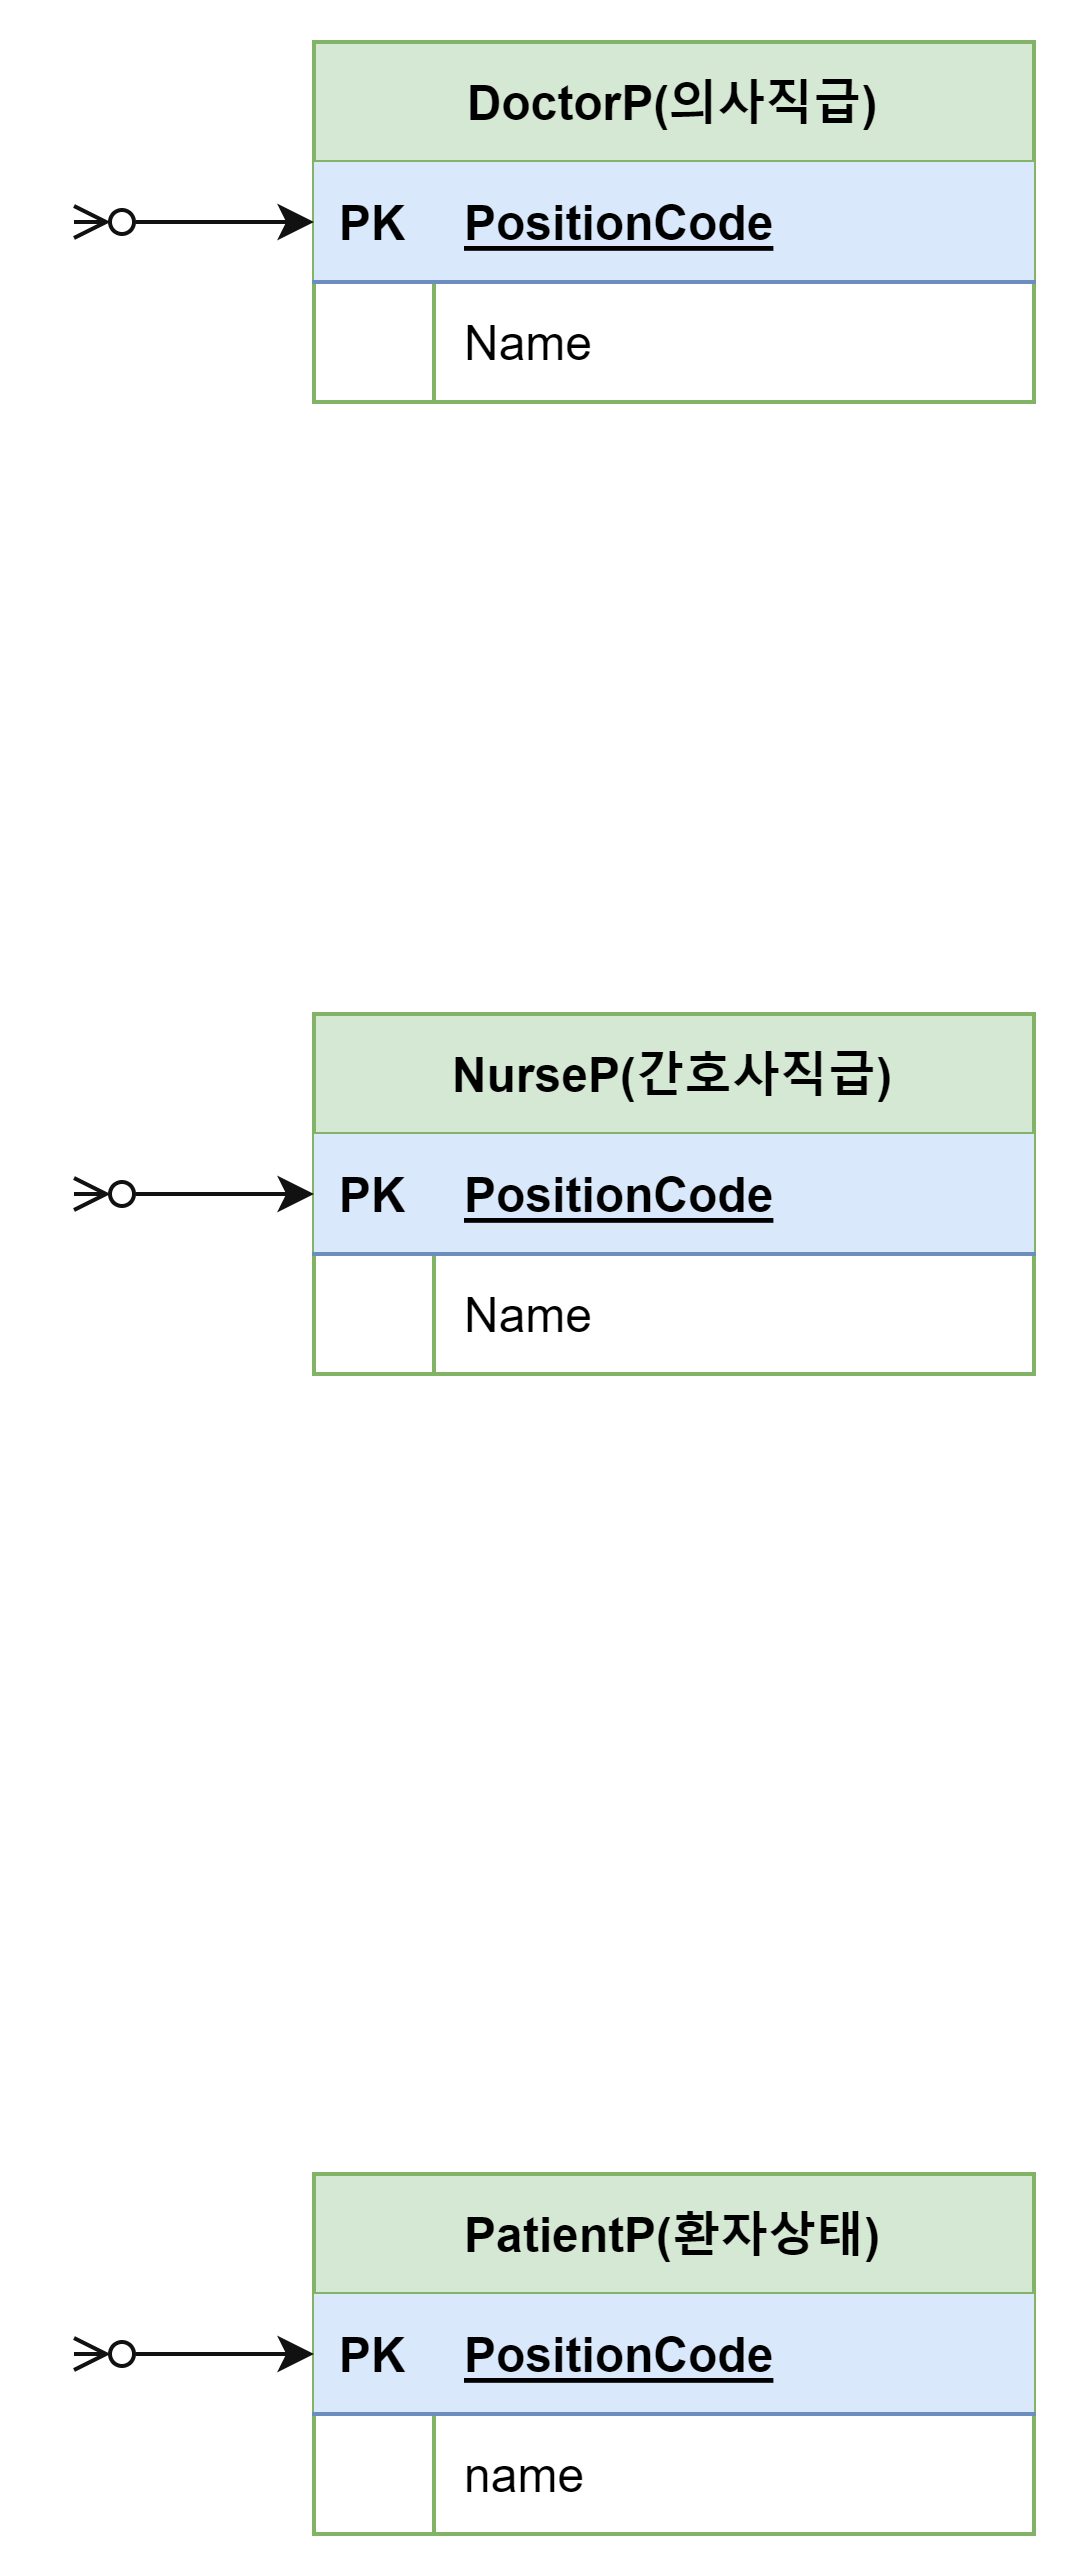 DoctorP(의사직급)
PK PositionCode
Name
NurseP(간호사직급)
PK PositionCode
Name
PatientP(환자상태)
PK PositionCode
name